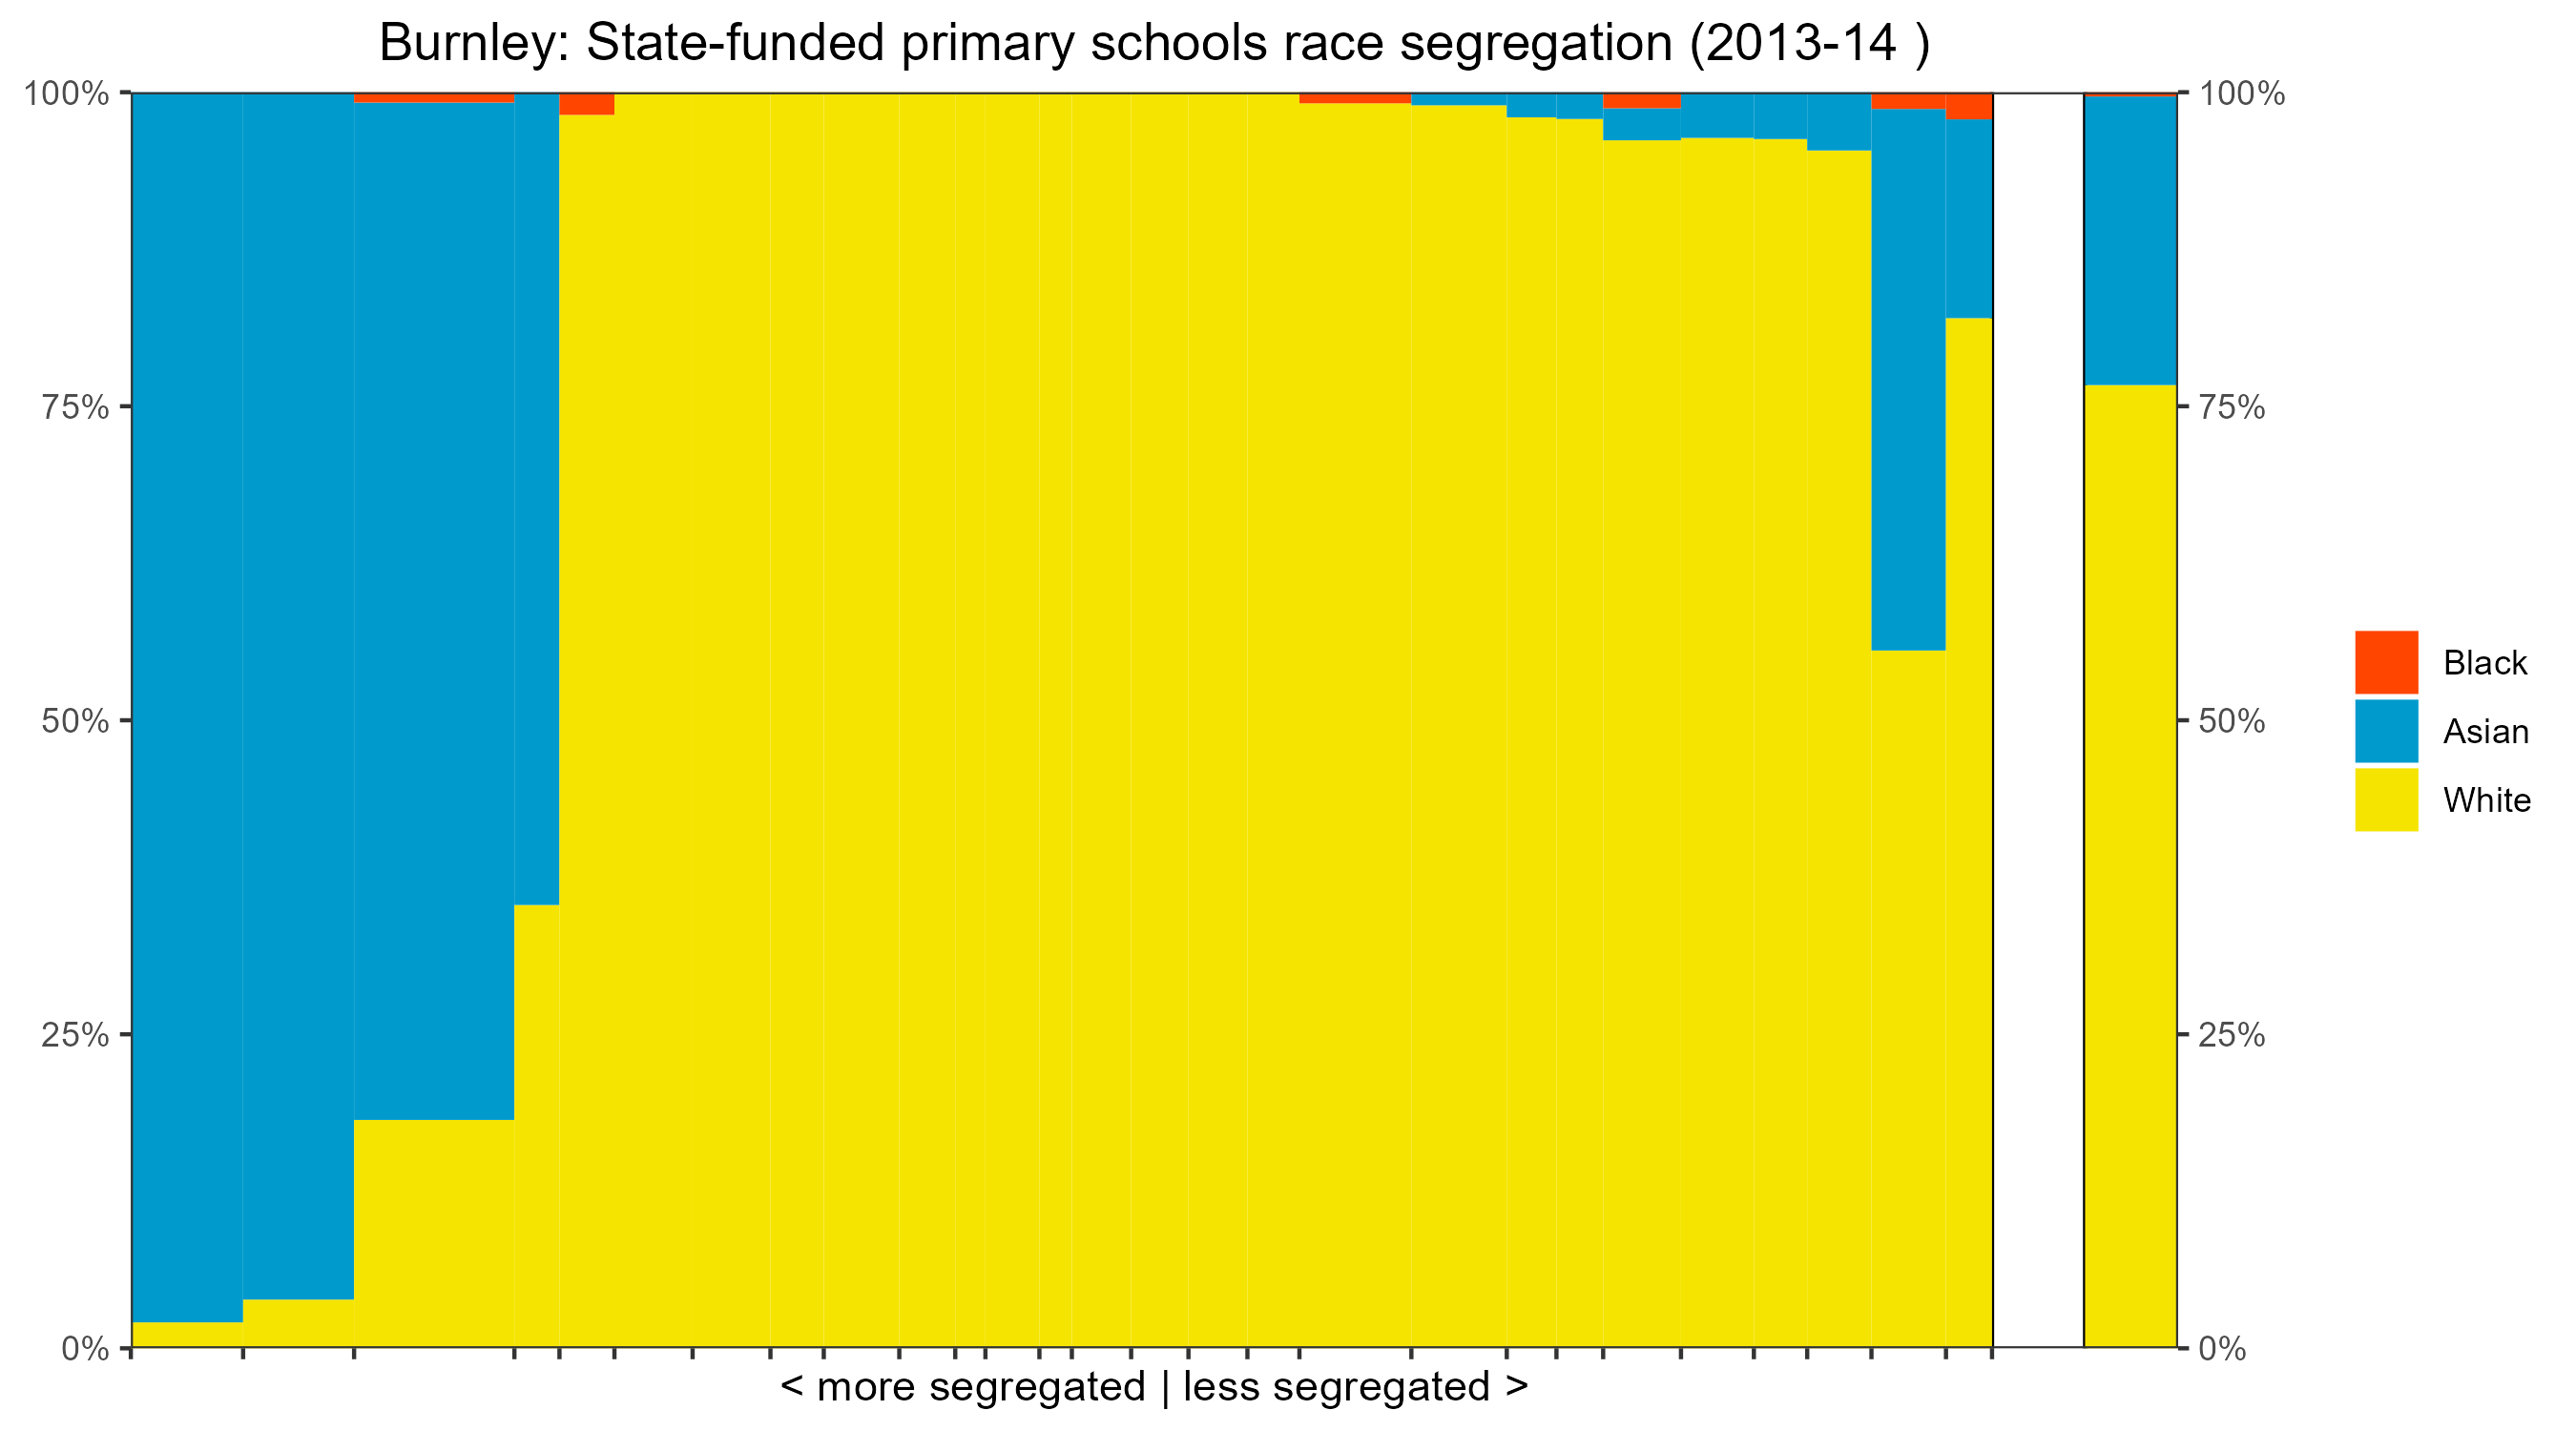 Burnley: State-funded primary schools race segregation (2013-14 )
100%
75%
50%
25%
0%
100%
75%
50%
25%
0%
Black
Asian
White
< more segregated | less segregated >